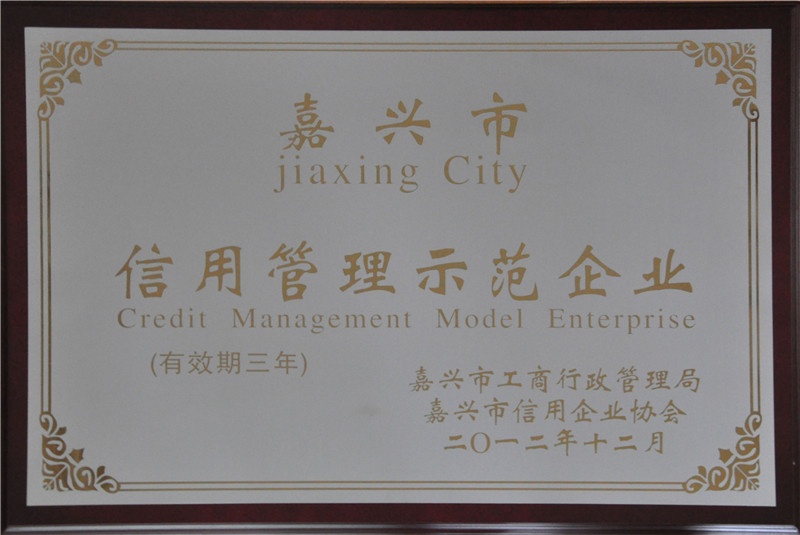 嘉兴市
jiaxing City
信用管理示范企业
Credit Management Model Enterprise
(有效期三年)
嘉兴市工商行政管理局
嘉兴市信用企业协会
二〇一二年十二月